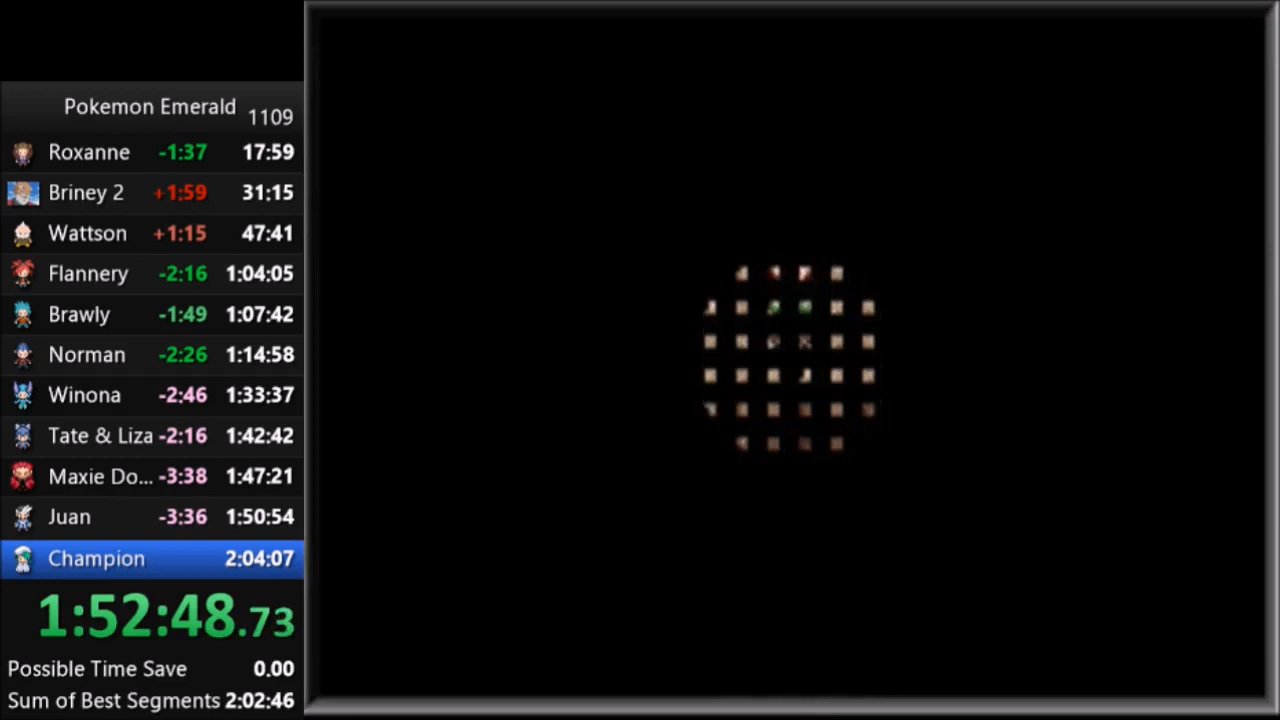 Pokemon Emerald 1109
Roxanne -1:37 17:59
Briney 2 +1:59 31:15
Wattson +1:15 47:41
Flannery -2:16 1:04:05
Brawly -1:49 1:07:42
Norman -2:26 1:14:58
Winona -2:46 1:33:37
Tate & Liza -2:16 1:42:42
Maxie Do... -3:38 1:47:21
Juan -3:36 1:50:54
Champion 2:04:07
1:52:48.73
Possible Time Save 0.00
Sum of Best Segments 2:02:46